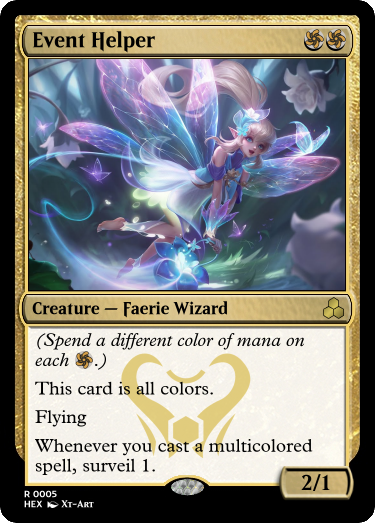 Event Helper
Creature — Faerie Wizard
(Spend a different color of mana on
each .)
This card is all colors.
Flying
Whenever you cast a multicolored
spell, surveil 1.
2/1
R 0005
HEX Xt-Art